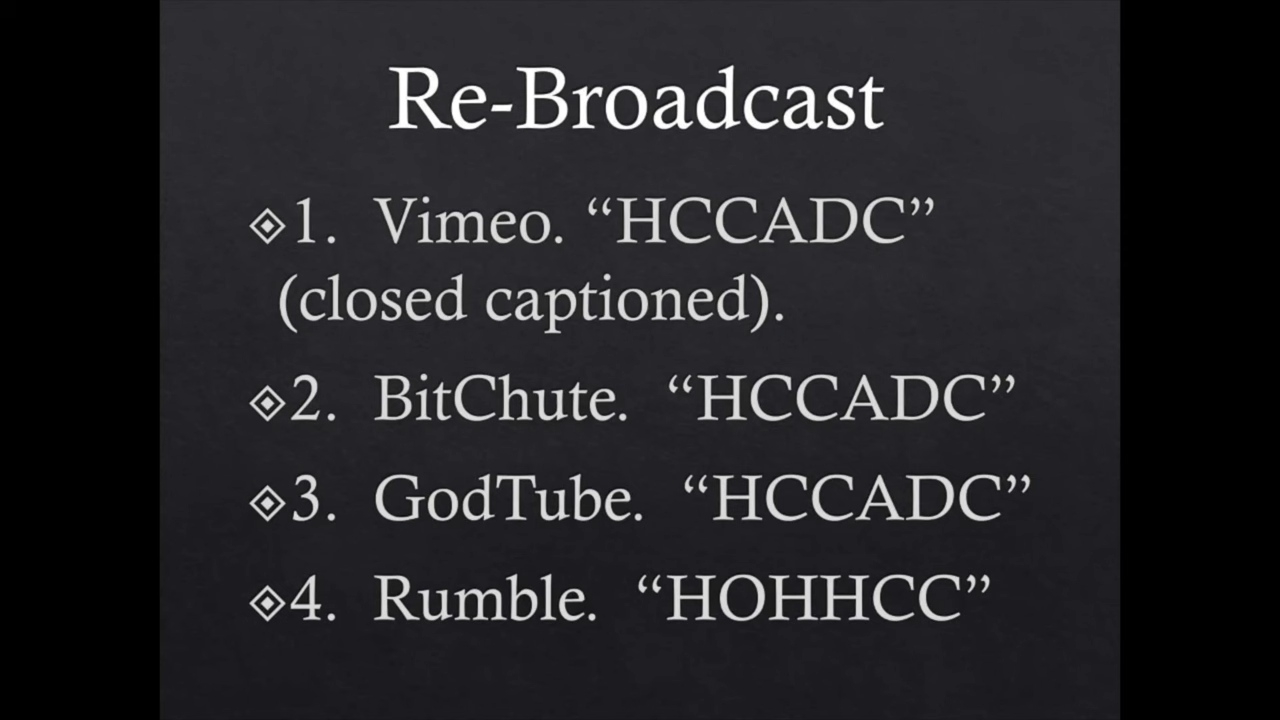 Re-Broadcast
1. Vimeo. “HCCADC”
(closed captioned).
2. BitChute. “HCCADC”
3. GodTube. “HCCADC”
4. Rumble. “HOHHCC”